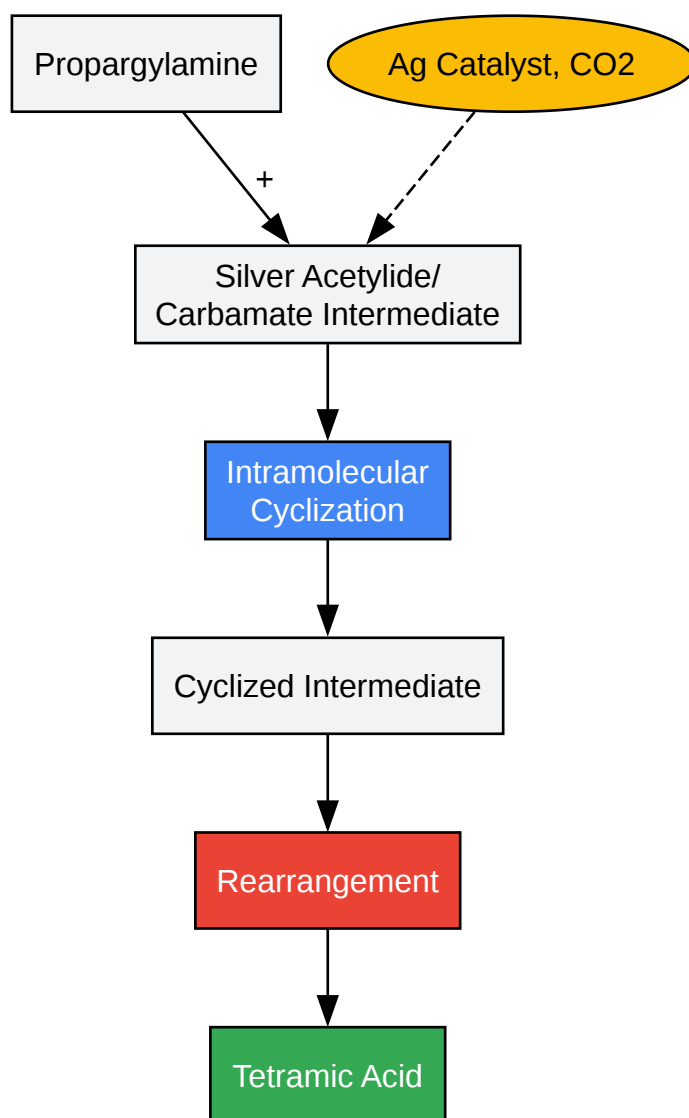 Propargylamine
Ag Catalyst, CO2
+
Silver Acetylide/
Carbamate Intermediate
Intramolecular
Cyclization
Cyclized Intermediate
Rearrangement
Tetramic Acid